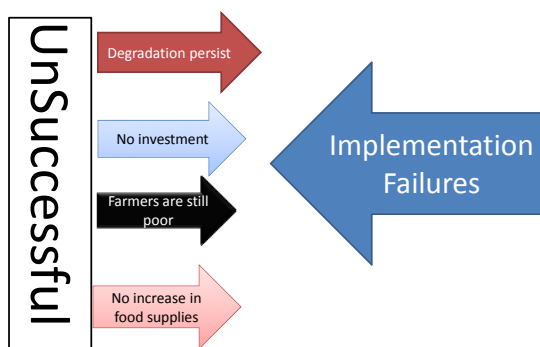 UnSuccessful
Degradation persist
No investment
Farmers are still
poor
No increase in
food supplies
Implementation
Failures